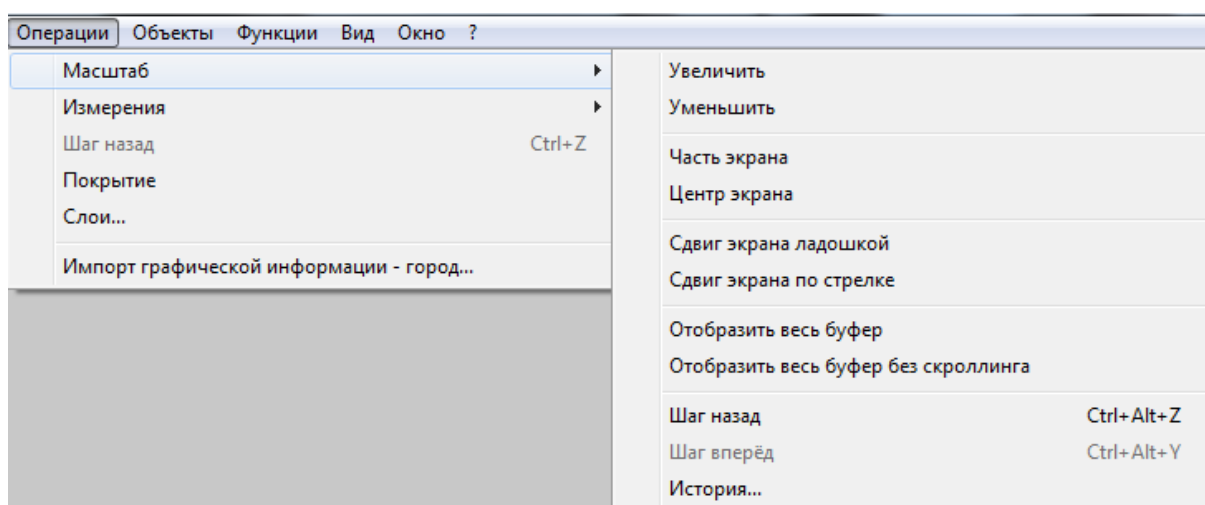 Операции Объекты Функции Вид Окно ?
Масштаб
Измерения
Шаг назад Ctrl+Z
Покрытие
Слои...
Импорт графической информации - город...
Увеличить
Уменьшить
Часть экрана
Центр экрана
Сдвиг экрана ладошкой
Сдвиг экрана по стрелке
Отобразить весь буфер
Отобразить весь буфер без скроллинга
Шаг назад Ctrl+Alt+Z
Шаг вперёд Ctrl+Alt+Y
История...